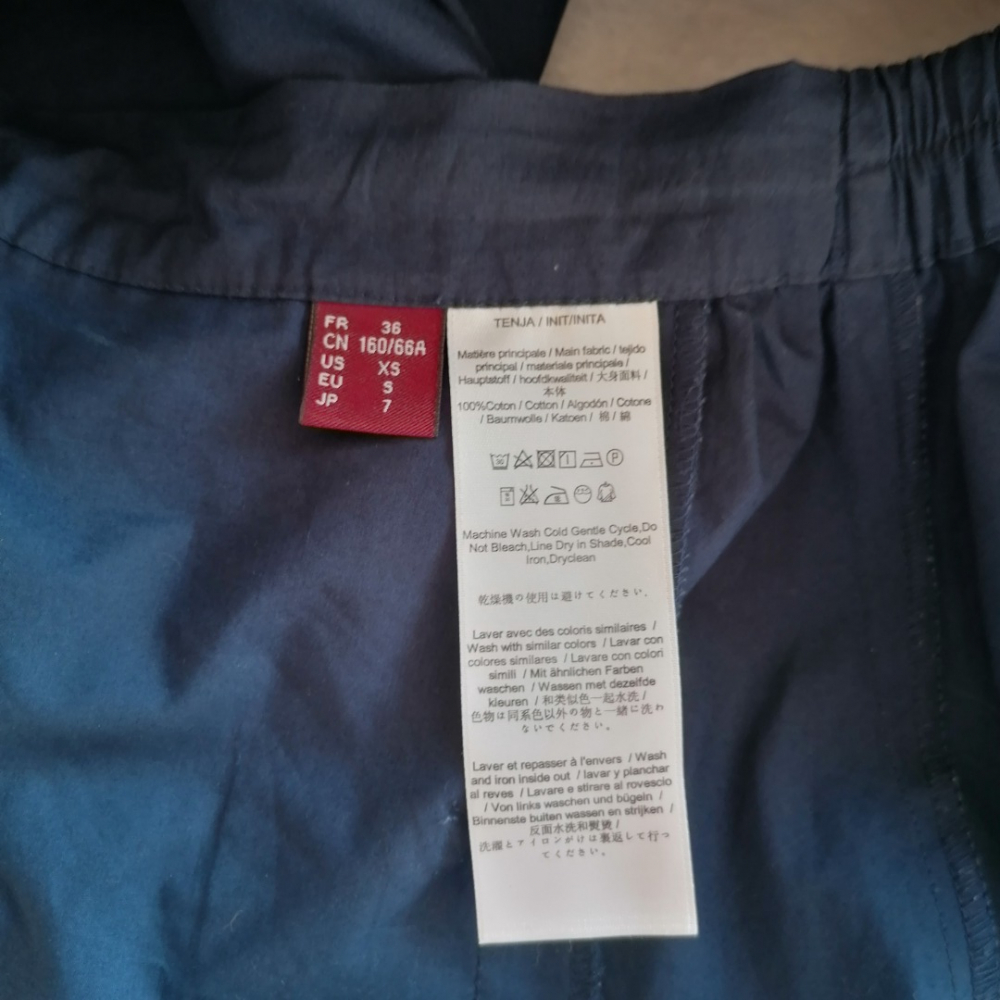 FR 36
CN 160/66A
US XS
EU S
JP 7
TENJA / INIT/INITA
Matière principale / Main fabric / tejido
principal / materiale principale /
Hauptstoff / hoofdkwaliteit / 大身面料 /
本体
100%Coton / Cotton / Algodón / Cotone
/ Baumwolle / Katoen / 棉 / 綿
Machine Wash Cold Gentle Cycle,Do
Not Bleach,Line Dry in Shade,Cool
Iron,Dryclean
乾燥機の使用は避けてください。
Laver avec des coloris similaires /
Wash with similar colors / Lavar con
colores similares / Lavare con colori
simili / Mit ähnlichen Farben
waschen / Wassen met dezelfde
kleuren / 和类似色一起水洗 /
色物は同系色以外の物と一緒に洗わ
ないでください。
Laver et repasser à l'envers / Wash
and iron inside out / lavar y planchar
al reves / Lavare e stirare al rovescio
/ Von links waschen und bügeln /
Binnenste buiten wassen en strijken /
反面水洗和熨烫 /
洗濯とアイロンがけは裏返して行っ
てください。